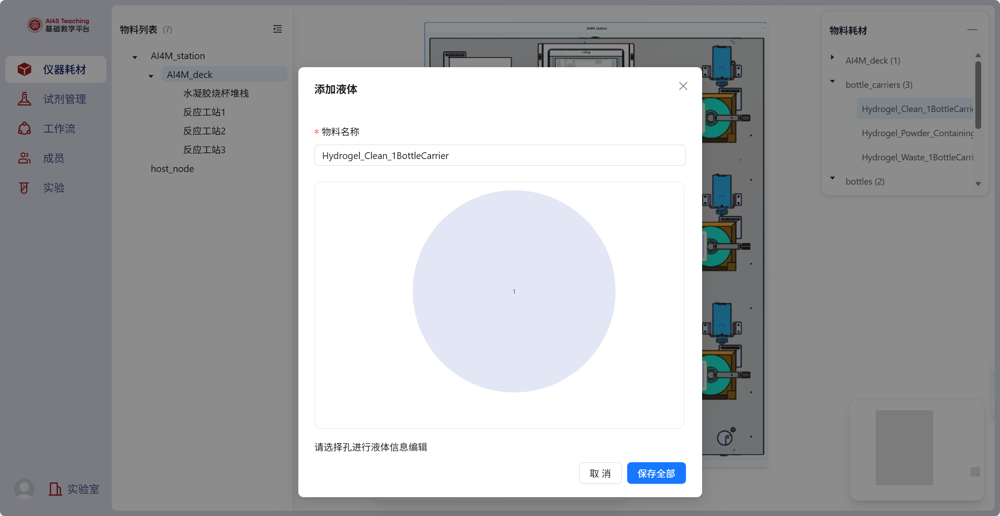 AI4S Teaching
基础教学平台
仪器耗材
试剂管理
工作流
成员
实验
实验室
物料列表 (7)
AI4M_station
AI4M_deck
水凝胶烧杯堆栈
反应工站1
反应工站2
反应工站3
host_node
AI4M station
添加液体
* 物料名称
Hydrogel_Clean_1BottleCarrier
1
请选择孔进行液体信息编辑
取 消
保存全部
物料耗材
AI4M_deck (1)
bottle_carriers (3)
Hydrogel_Clean_1BottleCarrie
Hydrogel_Powder_Containing
Hydrogel_Waste_1BottleCarri
bottles (2)